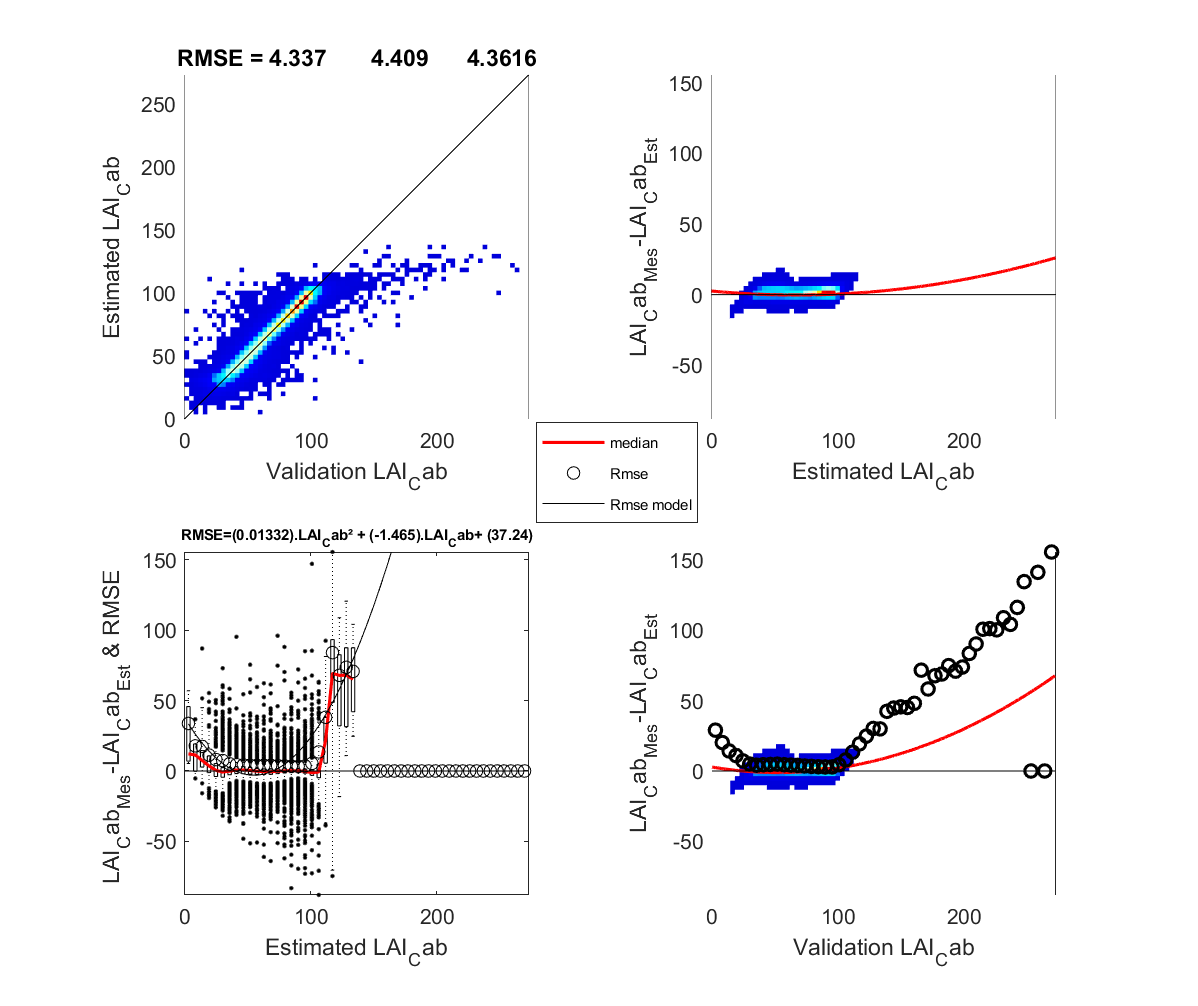 RMSE = 4.337 4.409 4.3616
250
200
150
100
50
0
0 100 200
Estimated LAI_Cab
Validation LAI_Cab
150
100
50
0
-50
0 100 200
LAI_Cab_Mes-LAI_Cab_Est
Estimated LAI_Cab
median
Rmse
Rmse model
RMSE=(0.01332).LAI_Cab² + (-1.465).LAI_Cab+ (37.24)
150
100
50
0
-50
0 100 200
LAI_Cab_Mes-LAI_Cab_Est & RMSE
Estimated LAI_Cab
150
100
50
0
-50
0 100 200
LAI_Cab_Mes-LAI_Cab_Est
Validation LAI_Cab